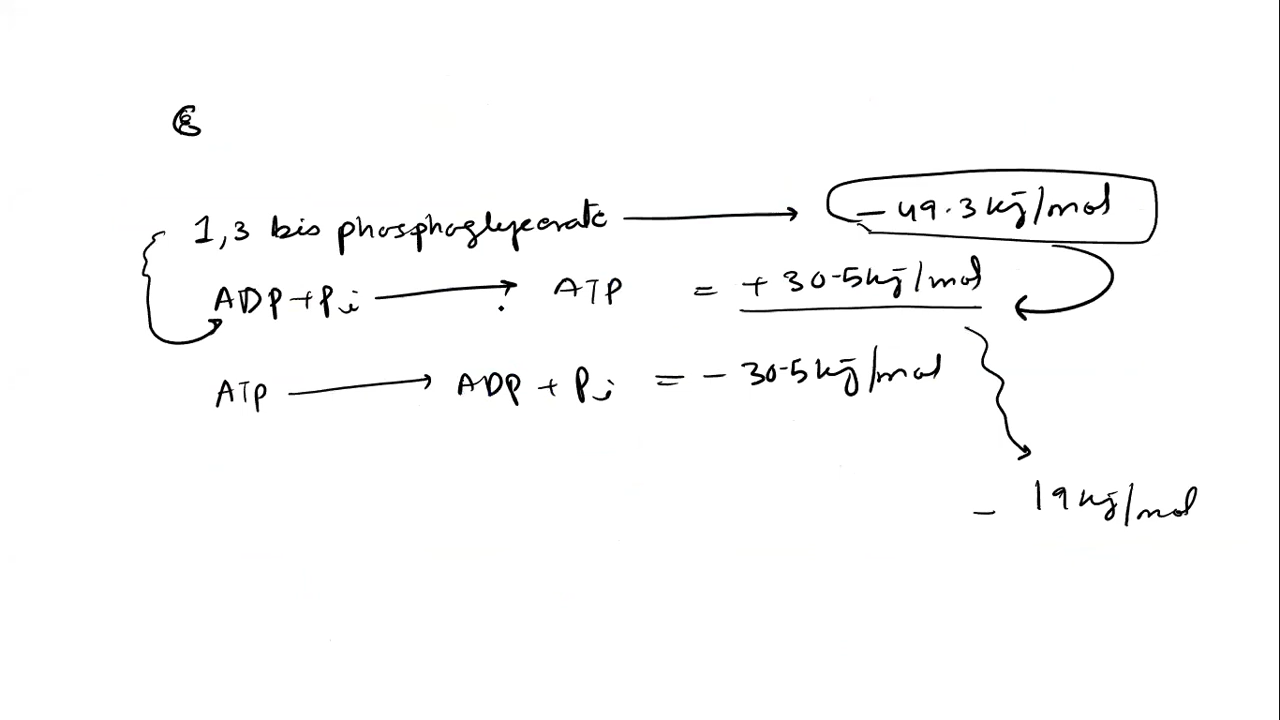 1,3 bis phosphoglycerate ⟶ - 49.3 kj/mol
ADP + Pi ⟶ ATP = + 30.5 kj/mol
ATP ⟶ ADP + Pi = - 30.5 kj/mol
- 19 kj/mol